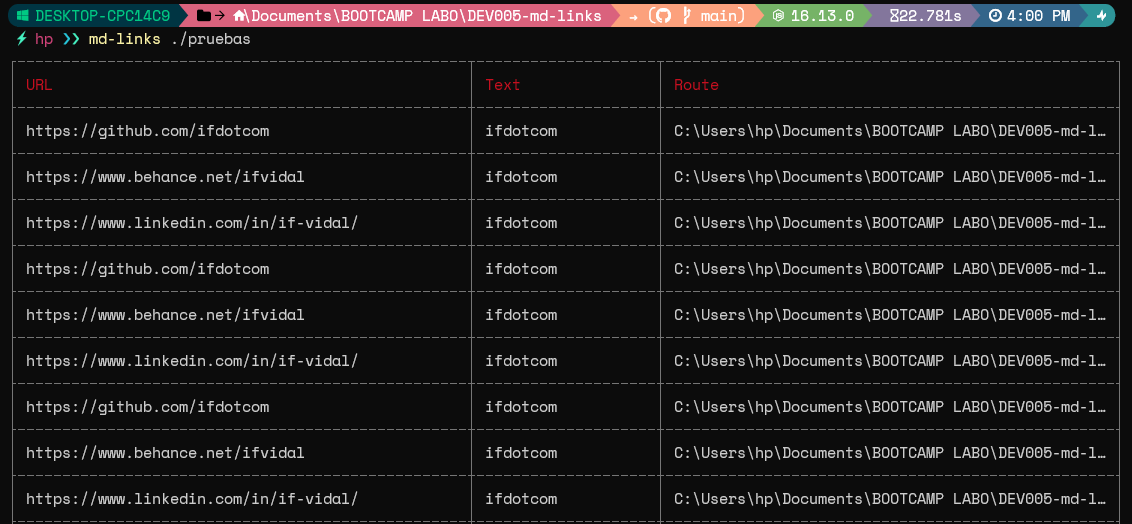 DESKTOP-CPC14C9 → \Documents\BOOTCAMP LABO\DEV005-md-links → ( main) 16.13.0 22.781s 4:00 PM
hp ❯❯ md-links ./pruebas
URL Text Route
https://github.com/ifdotcom ifdotcom C:\Users\hp\Documents\BOOTCAMP LABO\DEV005-md-l…
https://www.behance.net/ifvidal ifdotcom C:\Users\hp\Documents\BOOTCAMP LABO\DEV005-md-l…
https://www.linkedin.com/in/if-vidal/ ifdotcom C:\Users\hp\Documents\BOOTCAMP LABO\DEV005-md-l…
https://github.com/ifdotcom ifdotcom C:\Users\hp\Documents\BOOTCAMP LABO\DEV005-md-l…
https://www.behance.net/ifvidal ifdotcom C:\Users\hp\Documents\BOOTCAMP LABO\DEV005-md-l…
https://www.linkedin.com/in/if-vidal/ ifdotcom C:\Users\hp\Documents\BOOTCAMP LABO\DEV005-md-l…
https://github.com/ifdotcom ifdotcom C:\Users\hp\Documents\BOOTCAMP LABO\DEV005-md-l…
https://www.behance.net/ifvidal ifdotcom C:\Users\hp\Documents\BOOTCAMP LABO\DEV005-md-l…
https://www.linkedin.com/in/if-vidal/ ifdotcom C:\Users\hp\Documents\BOOTCAMP LABO\DEV005-md-l…